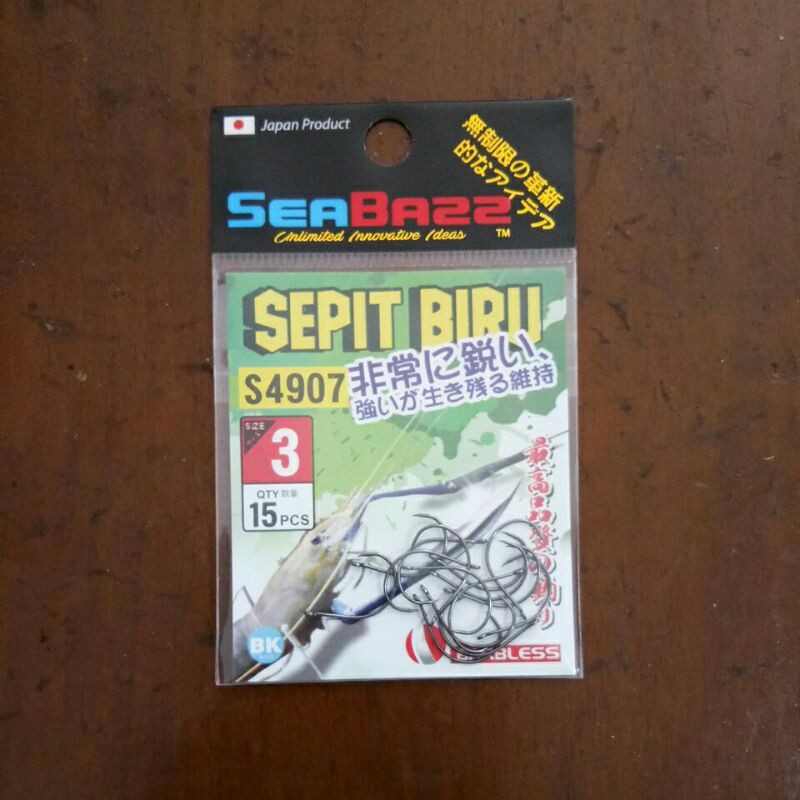 Japan Product
無制限の革新
的なアイデア
SEABAZZ
Unlimited Innovative Ideas
TM
SEPIT BIRU
S4907
非常に鋭い、
強いが生き残る維持
SIZE
3
QTY 数量
15 PCS
最高品質の釣り
BK
BARBLESS